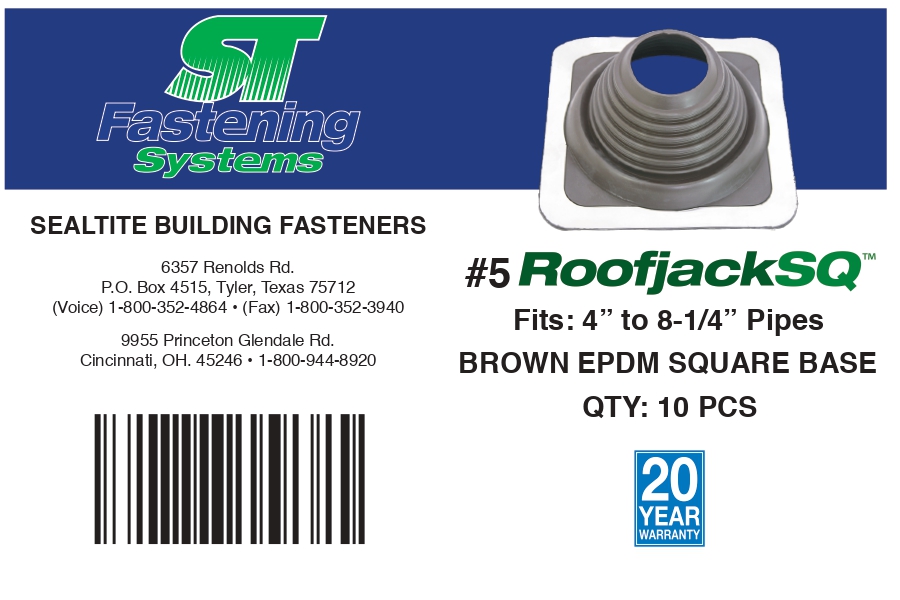 ST
Fastening
Systems
SEALTITE BUILDING FASTENERS
6357 Renolds Rd.
P.O. Box 4515, Tyler, Texas 75712
(Voice) 1-800-352-4864 • (Fax) 1-800-352-3940
9955 Princeton Glendale Rd.
Cincinnati, OH. 45246 • 1-800-944-8920
#5 RoofjackSQ™
Fits: 4” to 8-1/4” Pipes
BROWN EPDM SQUARE BASE
QTY: 10 PCS
20
YEAR
WARRANTY